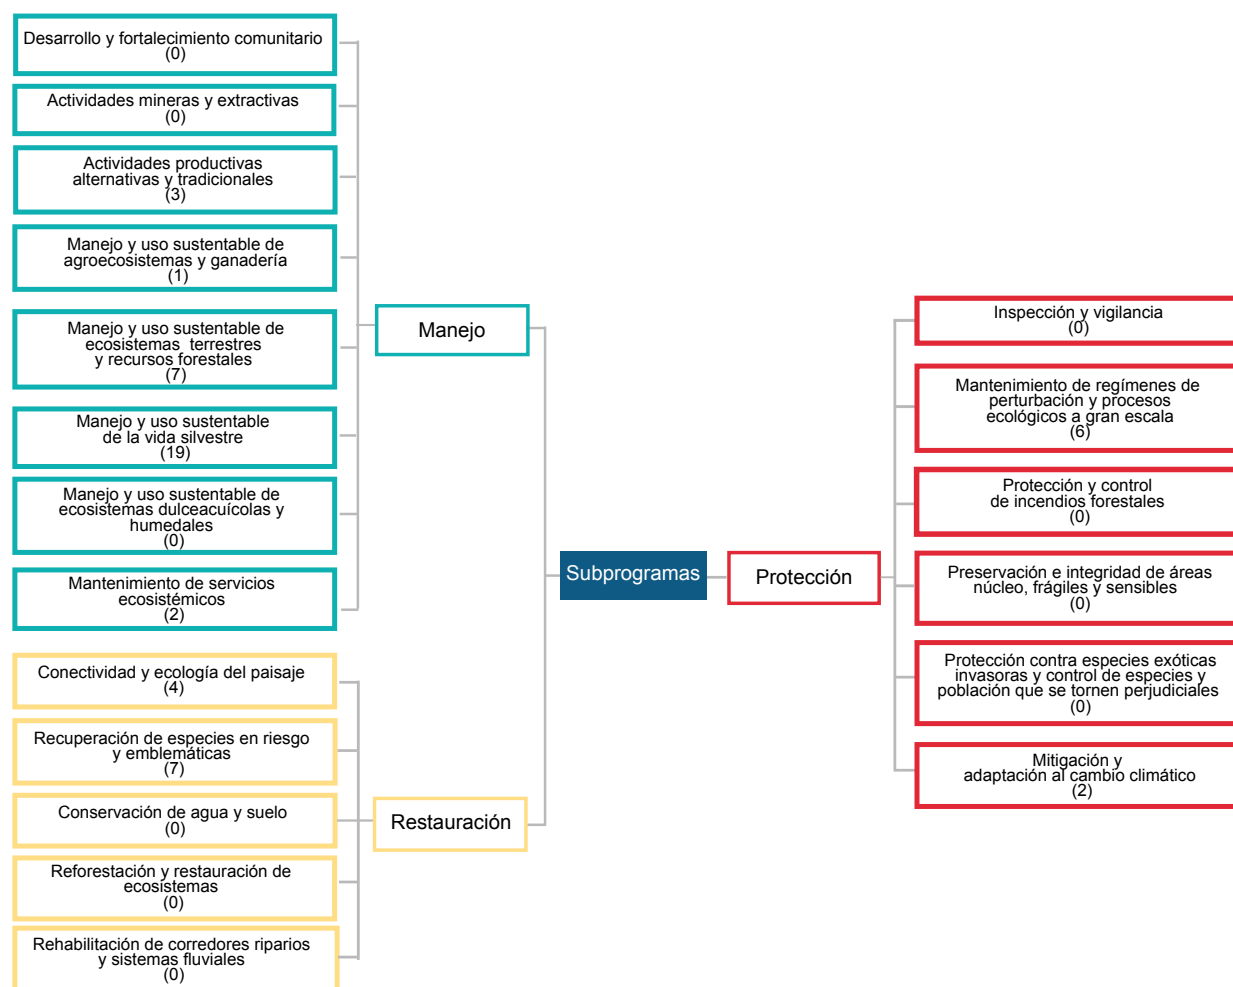 Desarrollo y fortalecimiento comunitario
(0)
Actividades mineras y extractivas
(0)
Actividades productivas
alternativas y tradicionales
(3)
Manejo y uso sustentable de
agroecosistemas y ganadería
(1)
Manejo y uso sustentable de
ecosistemas terrestres
y recursos forestales
(7)
Manejo y uso sustentable
de la vida silvestre
(19)
Manejo y uso sustentable de
ecosistemas dulceacuícolas y
humedales
(0)
Mantenimiento de servicios
ecosistémicos
(2)
Manejo
Conectividad y ecología del paisaje
(4)
Recuperación de especies en riesgo
y emblemáticas
(7)
Conservación de agua y suelo
(0)
Reforestación y restauración de
ecosistemas
(0)
Rehabilitación de corredores riparios
y sistemas fluviales
(0)
Restauración
Subprogramas
Protección
Inspección y vigilancia
(0)
Mantenimiento de regímenes de
perturbación y procesos
ecológicos a gran escala
(6)
Protección y control
de incendios forestales
(0)
Preservación e integridad de áreas
núcleo, frágiles y sensibles
(0)
Protección contra especies exóticas
invasoras y control de especies y
población que se tornen perjudiciales
(0)
Mitigación y
adaptación al cambio climático
(2)